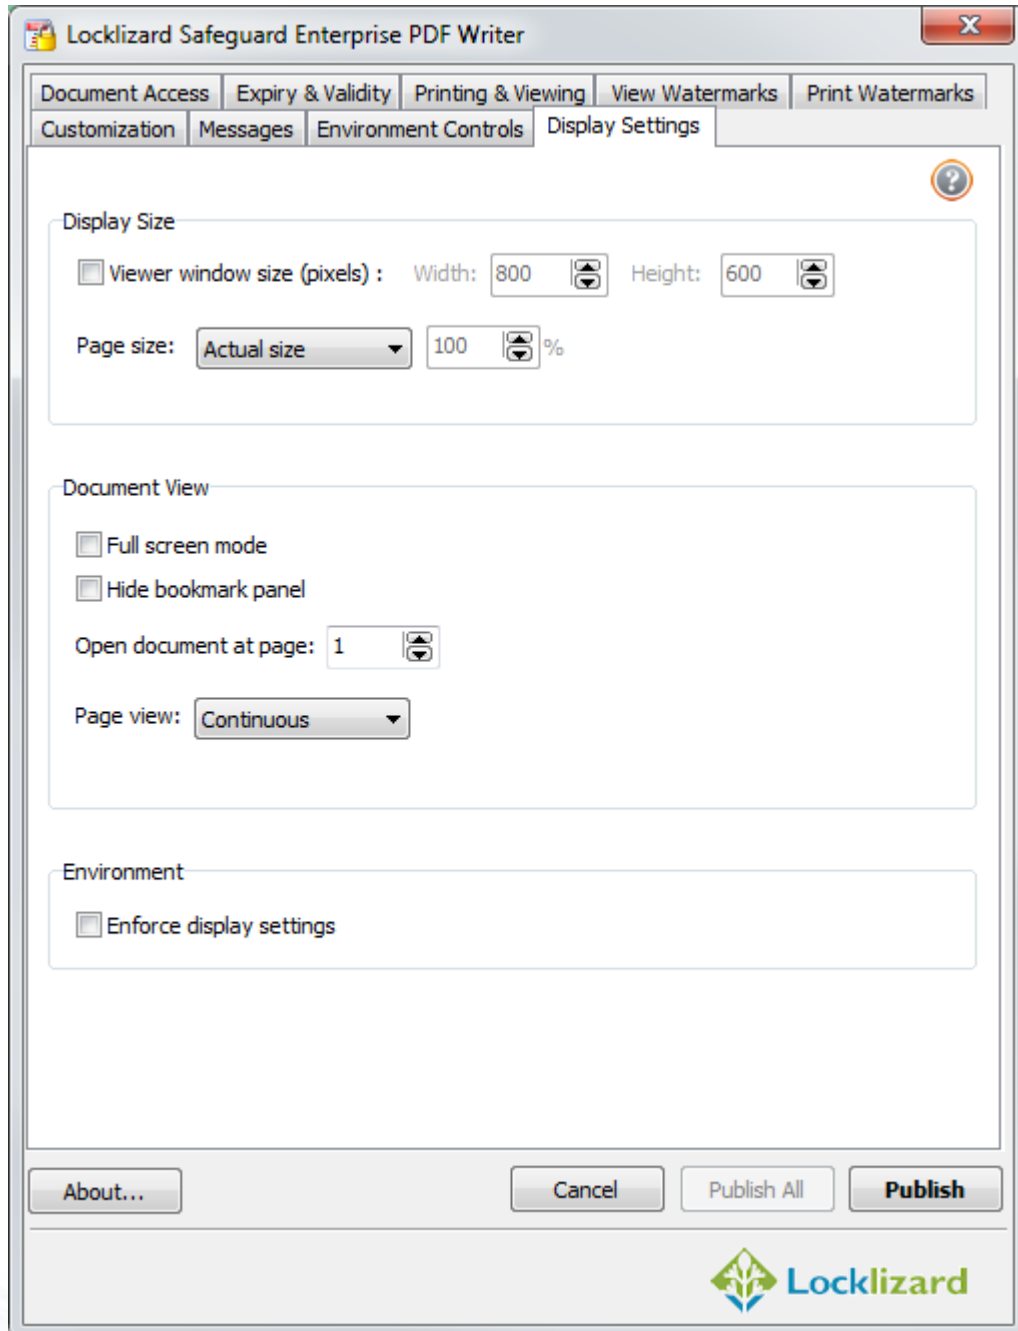 Locklizard Safeguard Enterprise PDF Writer
Document Access Expiry & Validity Printing & Viewing View Watermarks Print Watermarks
Customization Messages Environment Controls Display Settings
?
Display Size
Viewer window size (pixels) : Width: 800 Height: 600
Page size: Actual size 100 %
Document View
Full screen mode
Hide bookmark panel
Open document at page: 1
Page view: Continuous
Environment
Enforce display settings
About... Cancel Publish All Publish
Locklizard